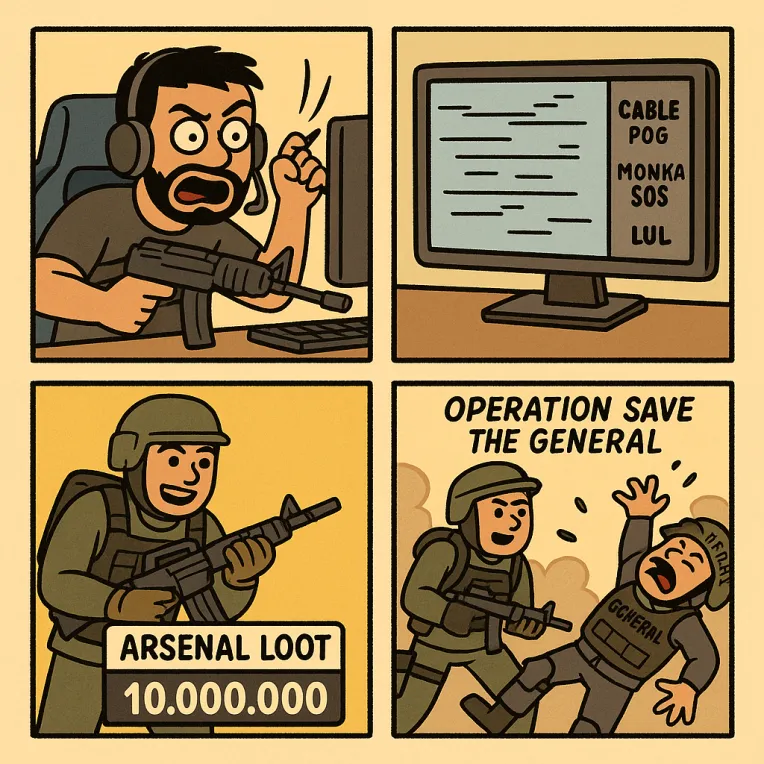 CABLE
POG
MONKA
SOS
LUL
ARSENAL LOOT
10.000.000
OPERATION SAVE
THE GENERAL
GCHERAL